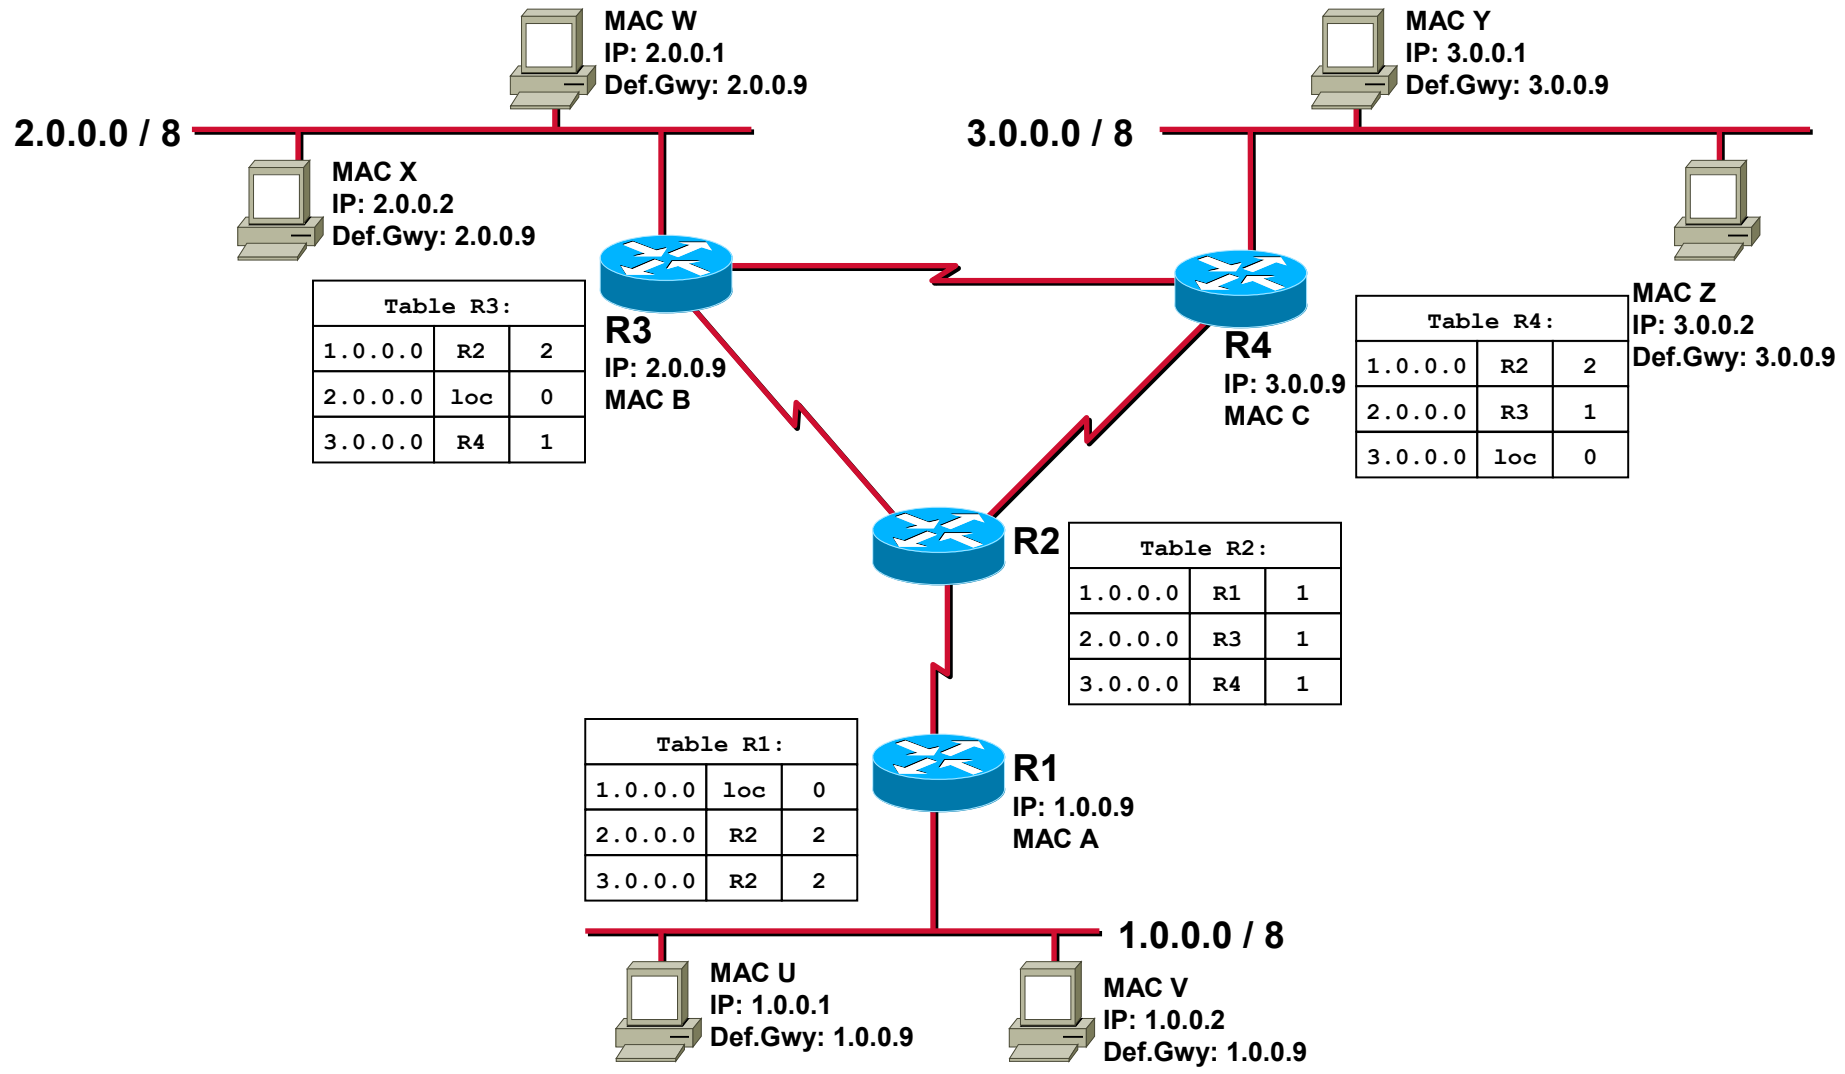 MAC W
IP: 2.0.0.1
Def.Gwy: 2.0.0.9
MAC Y
IP: 3.0.0.1
Def.Gwy: 3.0.0.9
2.0.0.0 / 8
3.0.0.0 / 8
MAC X
IP: 2.0.0.2
Def.Gwy: 2.0.0.9
MAC Z
IP: 3.0.0.2
Def.Gwy: 3.0.0.9
Table R3:
1.0.0.0 R2 2
2.0.0.0 loc 0
3.0.0.0 R4 1
R3
IP: 2.0.0.9
MAC B
R4
IP: 3.0.0.9
MAC C
Table R4:
1.0.0.0 R2 2
2.0.0.0 R3 1
3.0.0.0 loc 0
R2
Table R2:
1.0.0.0 R1 1
2.0.0.0 R3 1
3.0.0.0 R4 1
Table R1:
1.0.0.0 loc 0
2.0.0.0 R2 2
3.0.0.0 R2 2
R1
IP: 1.0.0.9
MAC A
1.0.0.0 / 8
MAC U
IP: 1.0.0.1
Def.Gwy: 1.0.0.9
MAC V
IP: 1.0.0.2
Def.Gwy: 1.0.0.9